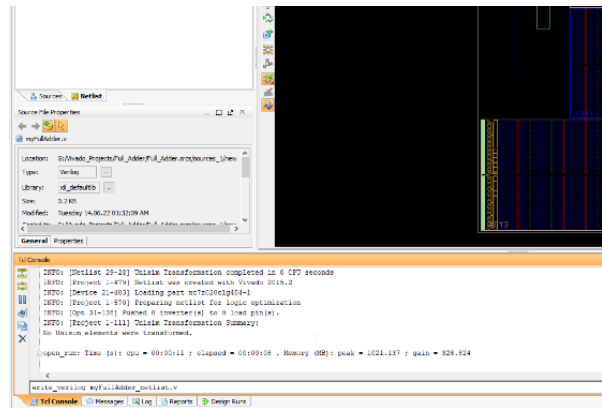 Sources
Netlist
Source File Properties
myFullAdder.v
Location: G:/Vivado_Projects/Full_Adder/Full_Adder.srcs/sources_1/new
Type: Verilog
Library: xil_defaultlib
Size: 0.2 KB
Modified: Tuesday 14.06.22 01:32:09 AM
General Properties
Tcl Console
INFO: [Netlist 29-28] Unisim Transformation completed in 0 CPU seconds
INFO: [Project 1-479] Netlist was created with Vivado 2015.2
INFO: [Device 21-403] Loading part xc7z020clg484-1
INFO: [Project 1-570] Preparing netlist for logic optimization
INFO: [Opt 31-138] Pushed 0 inverter(s) to 0 load pin(s).
INFO: [Project 1-111] Unisim Transformation Summary:
No Unisim elements were transformed.
open_run: Time (s): cpu = 00:00:11 ; elapsed = 00:00:08 . Memory (MB): peak = 1021.137 ; gain = 328.824
write_verilog myFullAdder_netlist.v
Tcl Console Messages Log Reports Design Runs